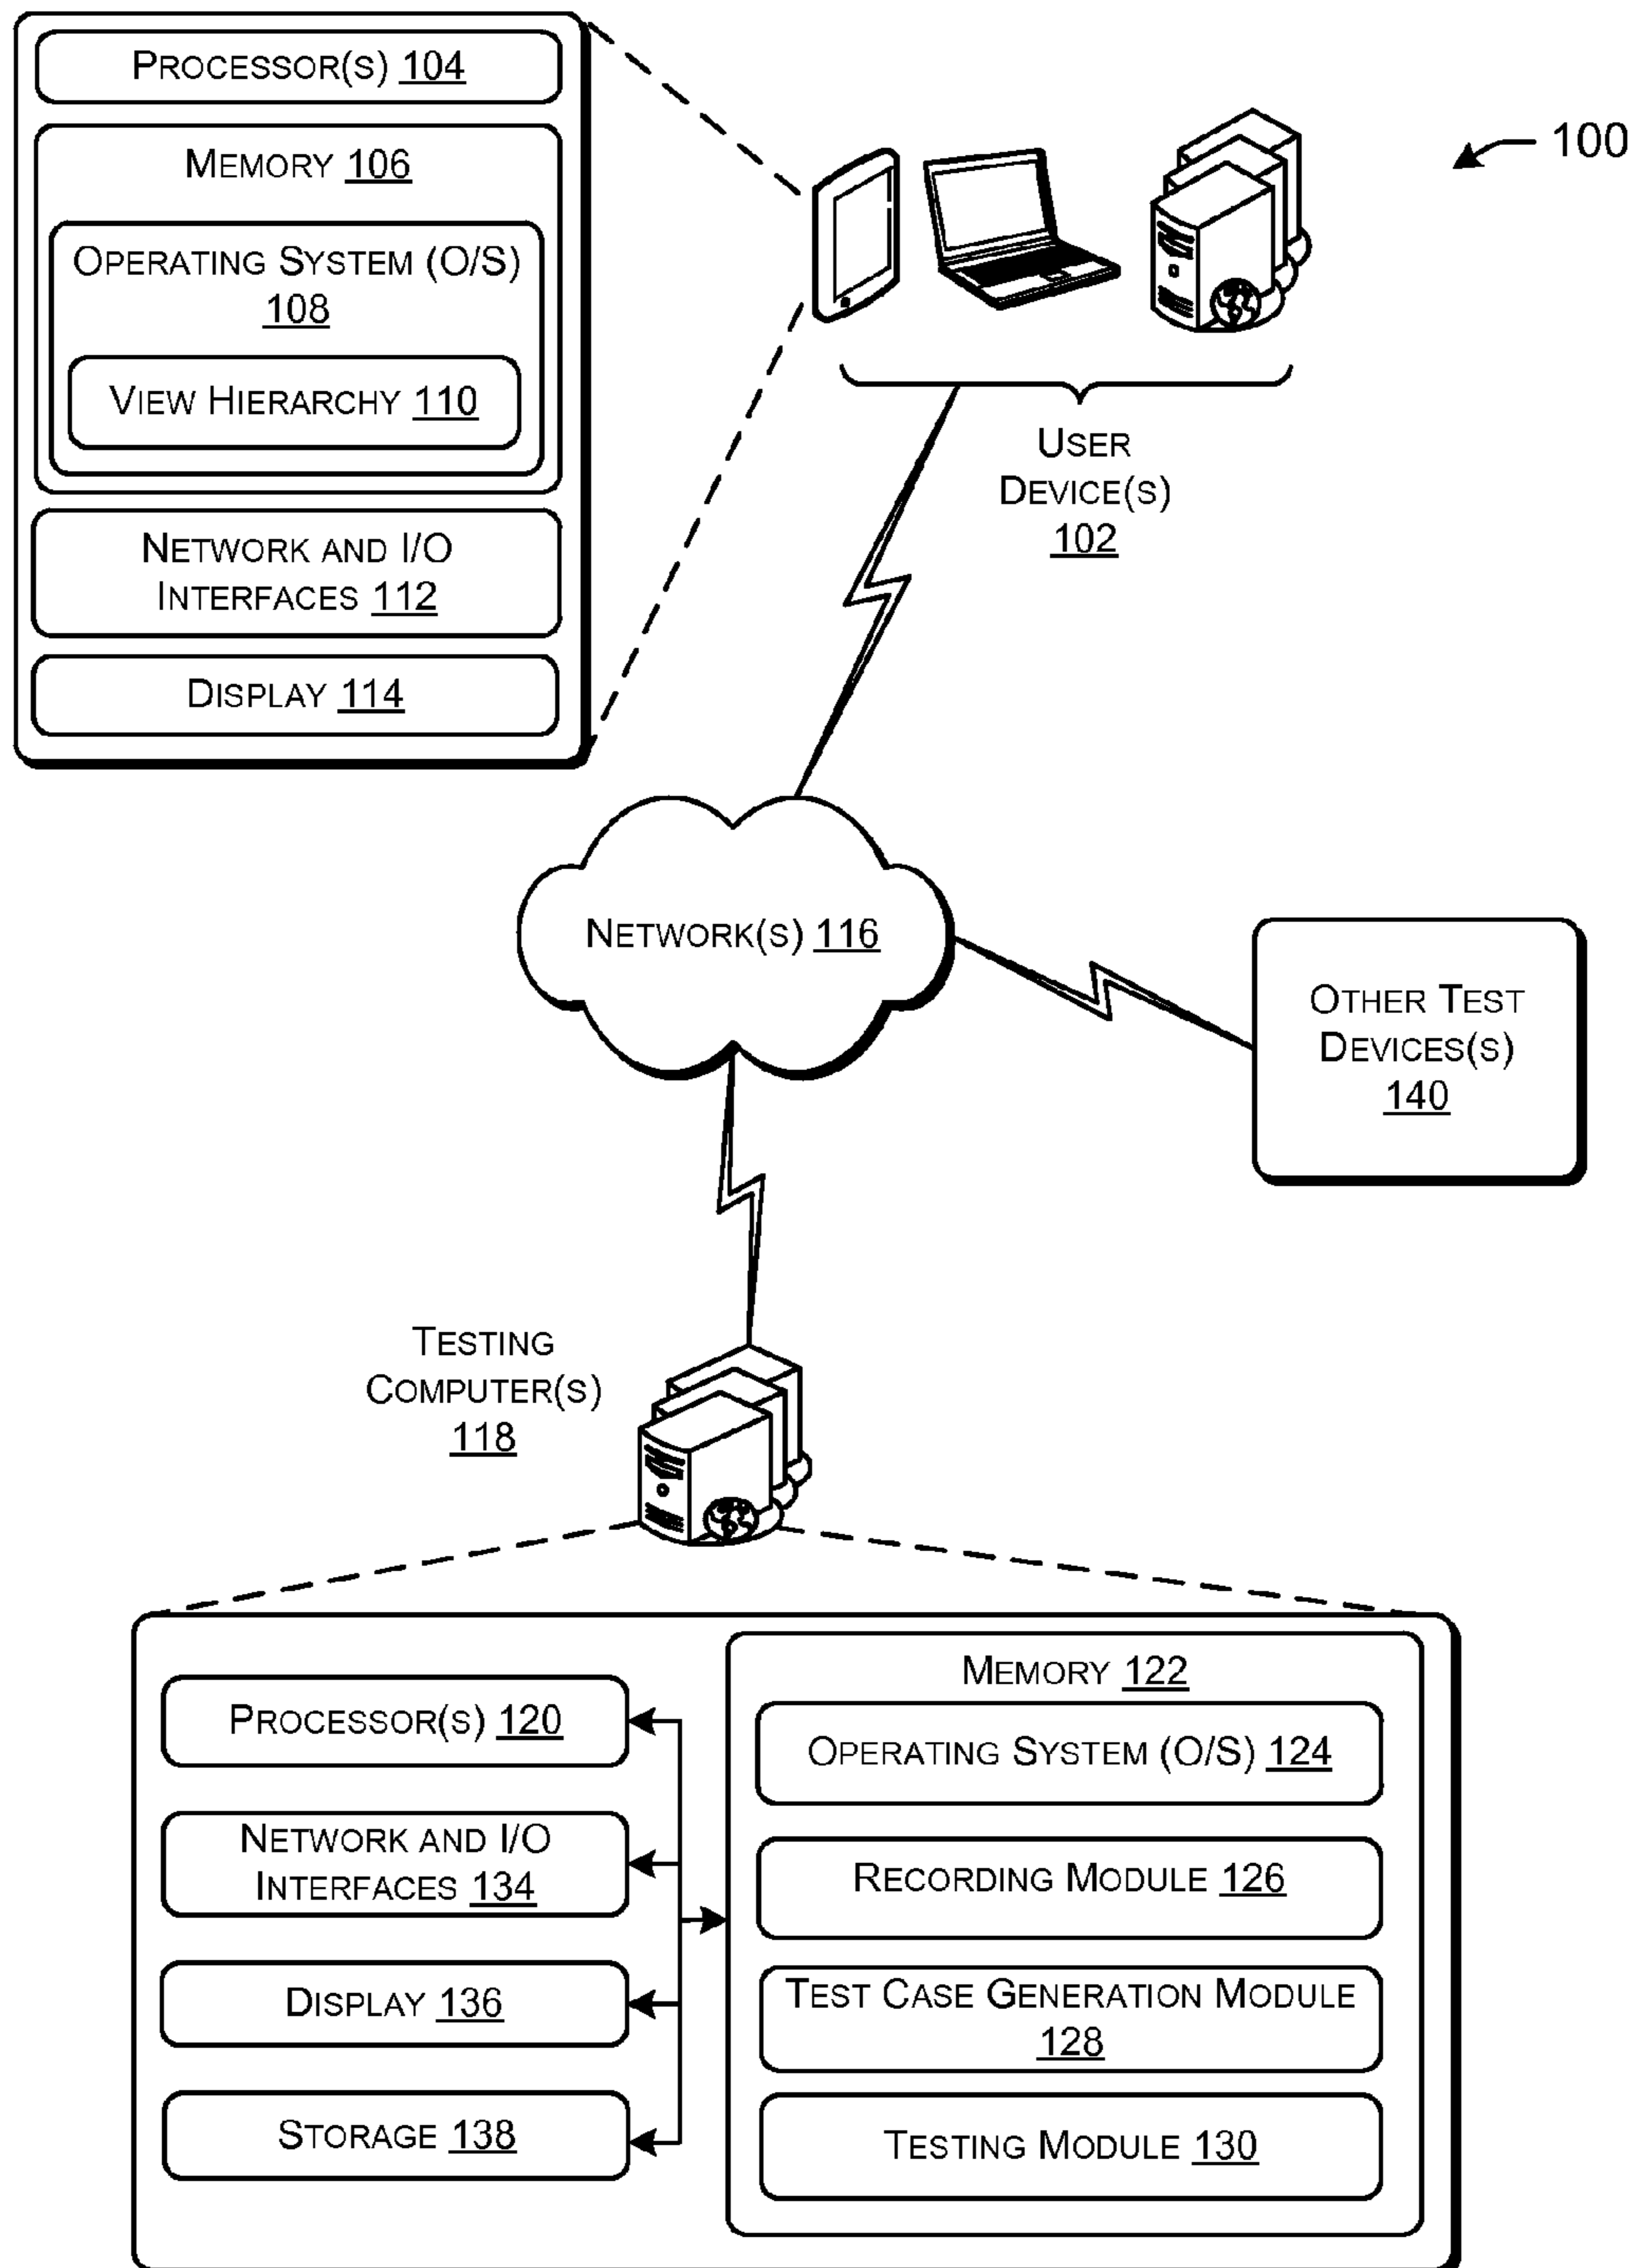 PROCESSOR(S) 104
MEMORY 106
OPERATING SYSTEM (O/S)
108
VIEW HIERARCHY 110
NETWORK AND I/O
INTERFACES 112
DISPLAY 114
100
USER
DEVICE(S)
102
NETWORK(S) 116
OTHER TEST
DEVICES(S)
140
TESTING
COMPUTER(S)
118
PROCESSOR(S) 120
NETWORK AND I/O
INTERFACES 134
DISPLAY 136
STORAGE 138
MEMORY 122
OPERATING SYSTEM (O/S) 124
RECORDING MODULE 126
TEST CASE GENERATION MODULE
128
TESTING MODULE 130